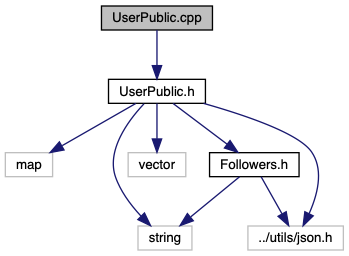 UserPublic.cpp
UserPublic.h
map
vector
Followers.h
string
../utils/json.h